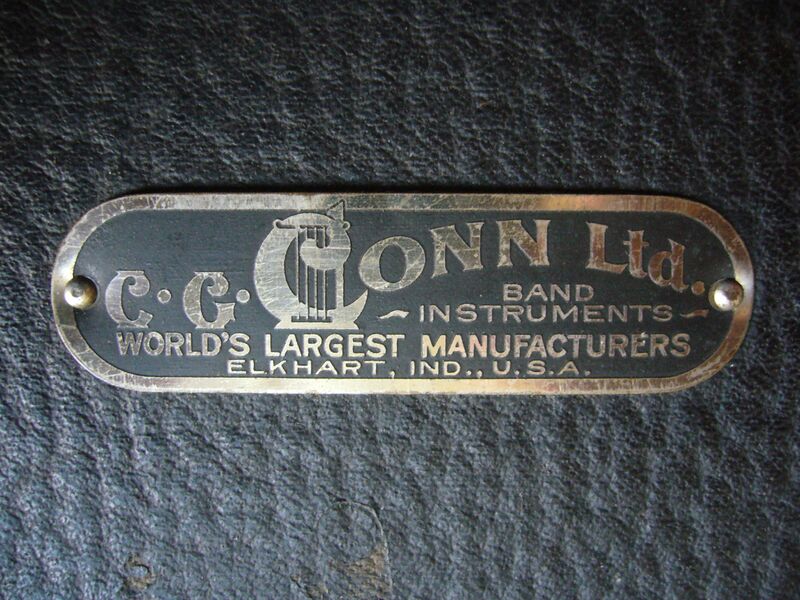 C. G. CONN Ltd.
BAND
INSTRUMENTS
WORLD'S LARGEST MANUFACTURERS
ELKHART, IND., U.S.A.